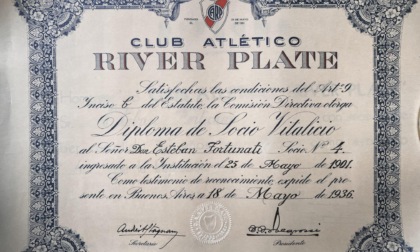 CLUB ATLÉTICO
RIVER PLATE
Satisfechas las condiciones del Art. 9
Inciso C del Estatuto, la Comisión Directiva otorga
Diploma de Socio Vitalicio
al Señor Don Esteban Fortunati Socio Nº 4
ingresado a la Institución el 25 de Mayo de 1901.
Como testimonio de reconocimiento, expide el pre
sente en Buenos Aires a 18 de Mayo de 1936.
Secretario
Presidente